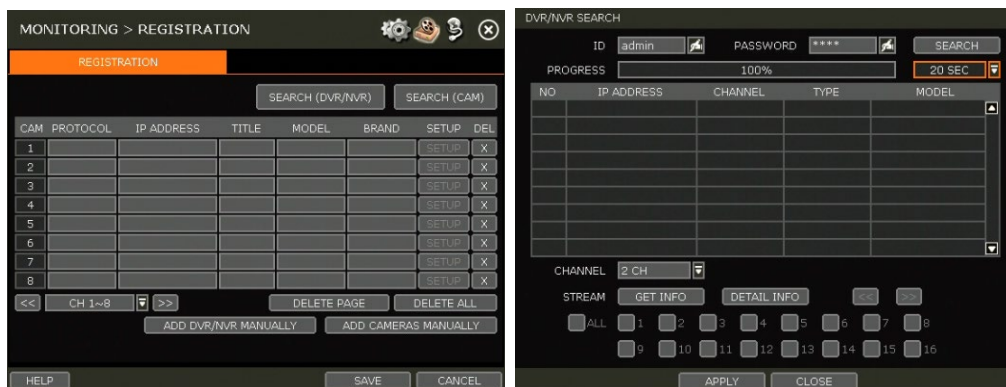 MONITORING > REGISTRATION
REGISTRATION
SEARCH (DVR/NVR) SEARCH (CAM)
CAM PROTOCOL IP ADDRESS TITLE MODEL BRAND SETUP DEL
1 SETUP X
2 SETUP X
3 SETUP X
4 SETUP X
5 SETUP X
6 SETUP X
7 SETUP X
8 SETUP X
<< CH 1~8 >> DELETE PAGE DELETE ALL
ADD DVR/NVR MANUALLY ADD CAMERAS MANUALLY
HELP SAVE CANCEL
DVR/NVR SEARCH
ID admin PASSWORD **** SEARCH
PROGRESS 100% 20 SEC
NO IP ADDRESS CHANNEL TYPE MODEL
CHANNEL 2 CH
STREAM GET INFO DETAIL INFO << >>
ALL 1 2 3 4 5 6 7 8
9 10 11 12 13 14 15 16
APPLY CLOSE